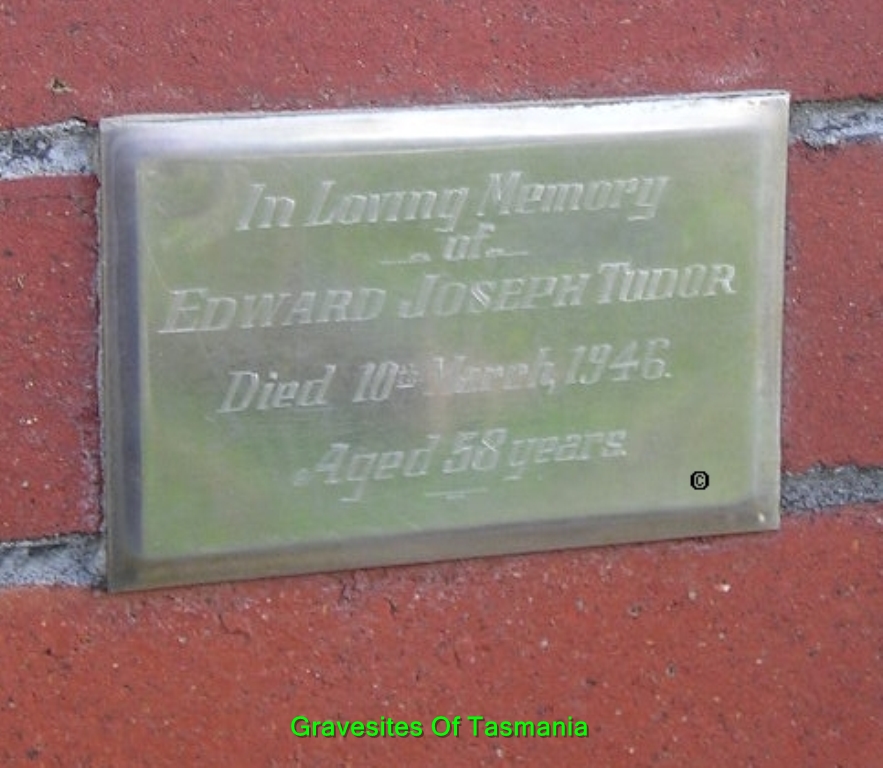 In Loving Memory
of
EDWARD JOSEPH TUDOR
Died 10th March, 1946.
Aged 58 years.
©
Gravesites Of Tasmania